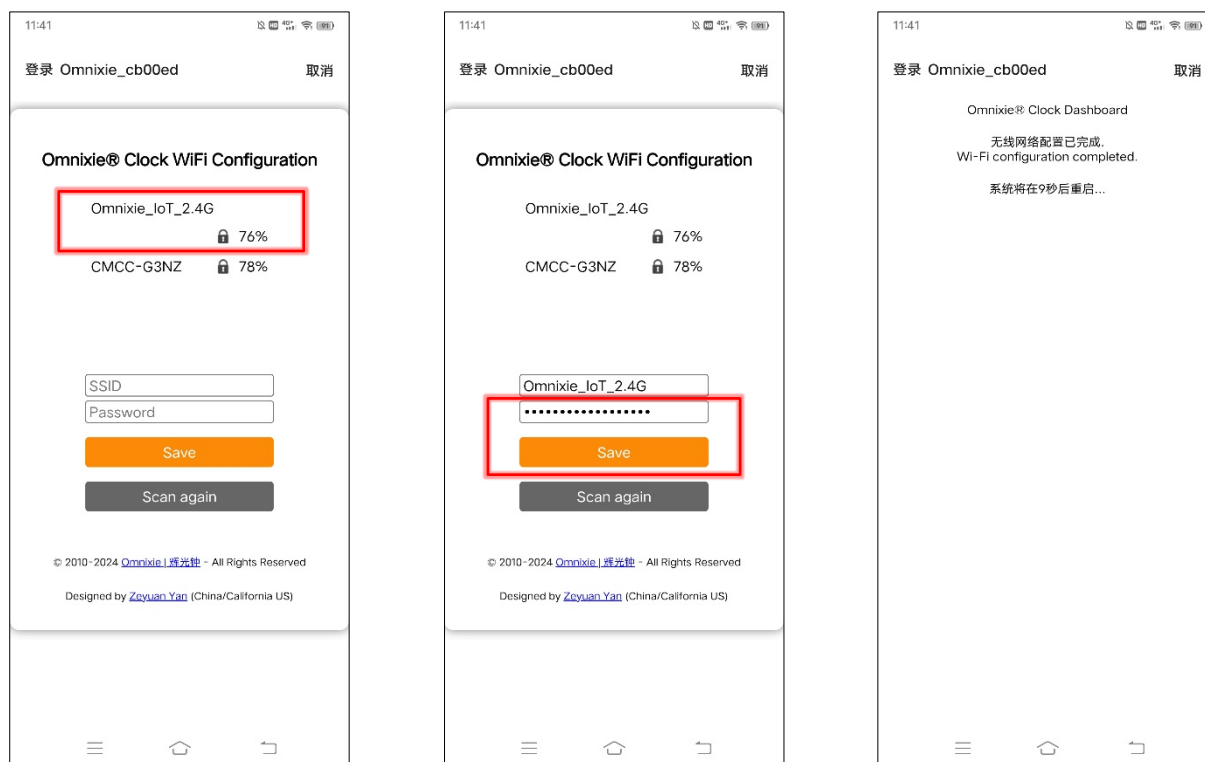 11:41
登录 Omnixie_cb00ed 取消
Omnixie® Clock WiFi Configuration
Omnixie_IoT_2.4G
76%
CMCC-G3NZ 78%
SSID
Password
Save
Scan again
© 2010-2024 Omnixie | 辉光钟 - All Rights Reserved
Designed by Zeyuan Yan (China/California US)
11:41
登录 Omnixie_cb00ed 取消
Omnixie® Clock WiFi Configuration
Omnixie_IoT_2.4G
76%
CMCC-G3NZ 78%
Omnixie_IoT_2.4G
••••••••••••••••••
Save
Scan again
© 2010-2024 Omnixie | 辉光钟 - All Rights Reserved
Designed by Zeyuan Yan (China/California US)
11:41
登录 Omnixie_cb00ed 取消
Omnixie® Clock Dashboard
无线网络配置已完成.
Wi-Fi configuration completed.
系统将在9秒后重启...